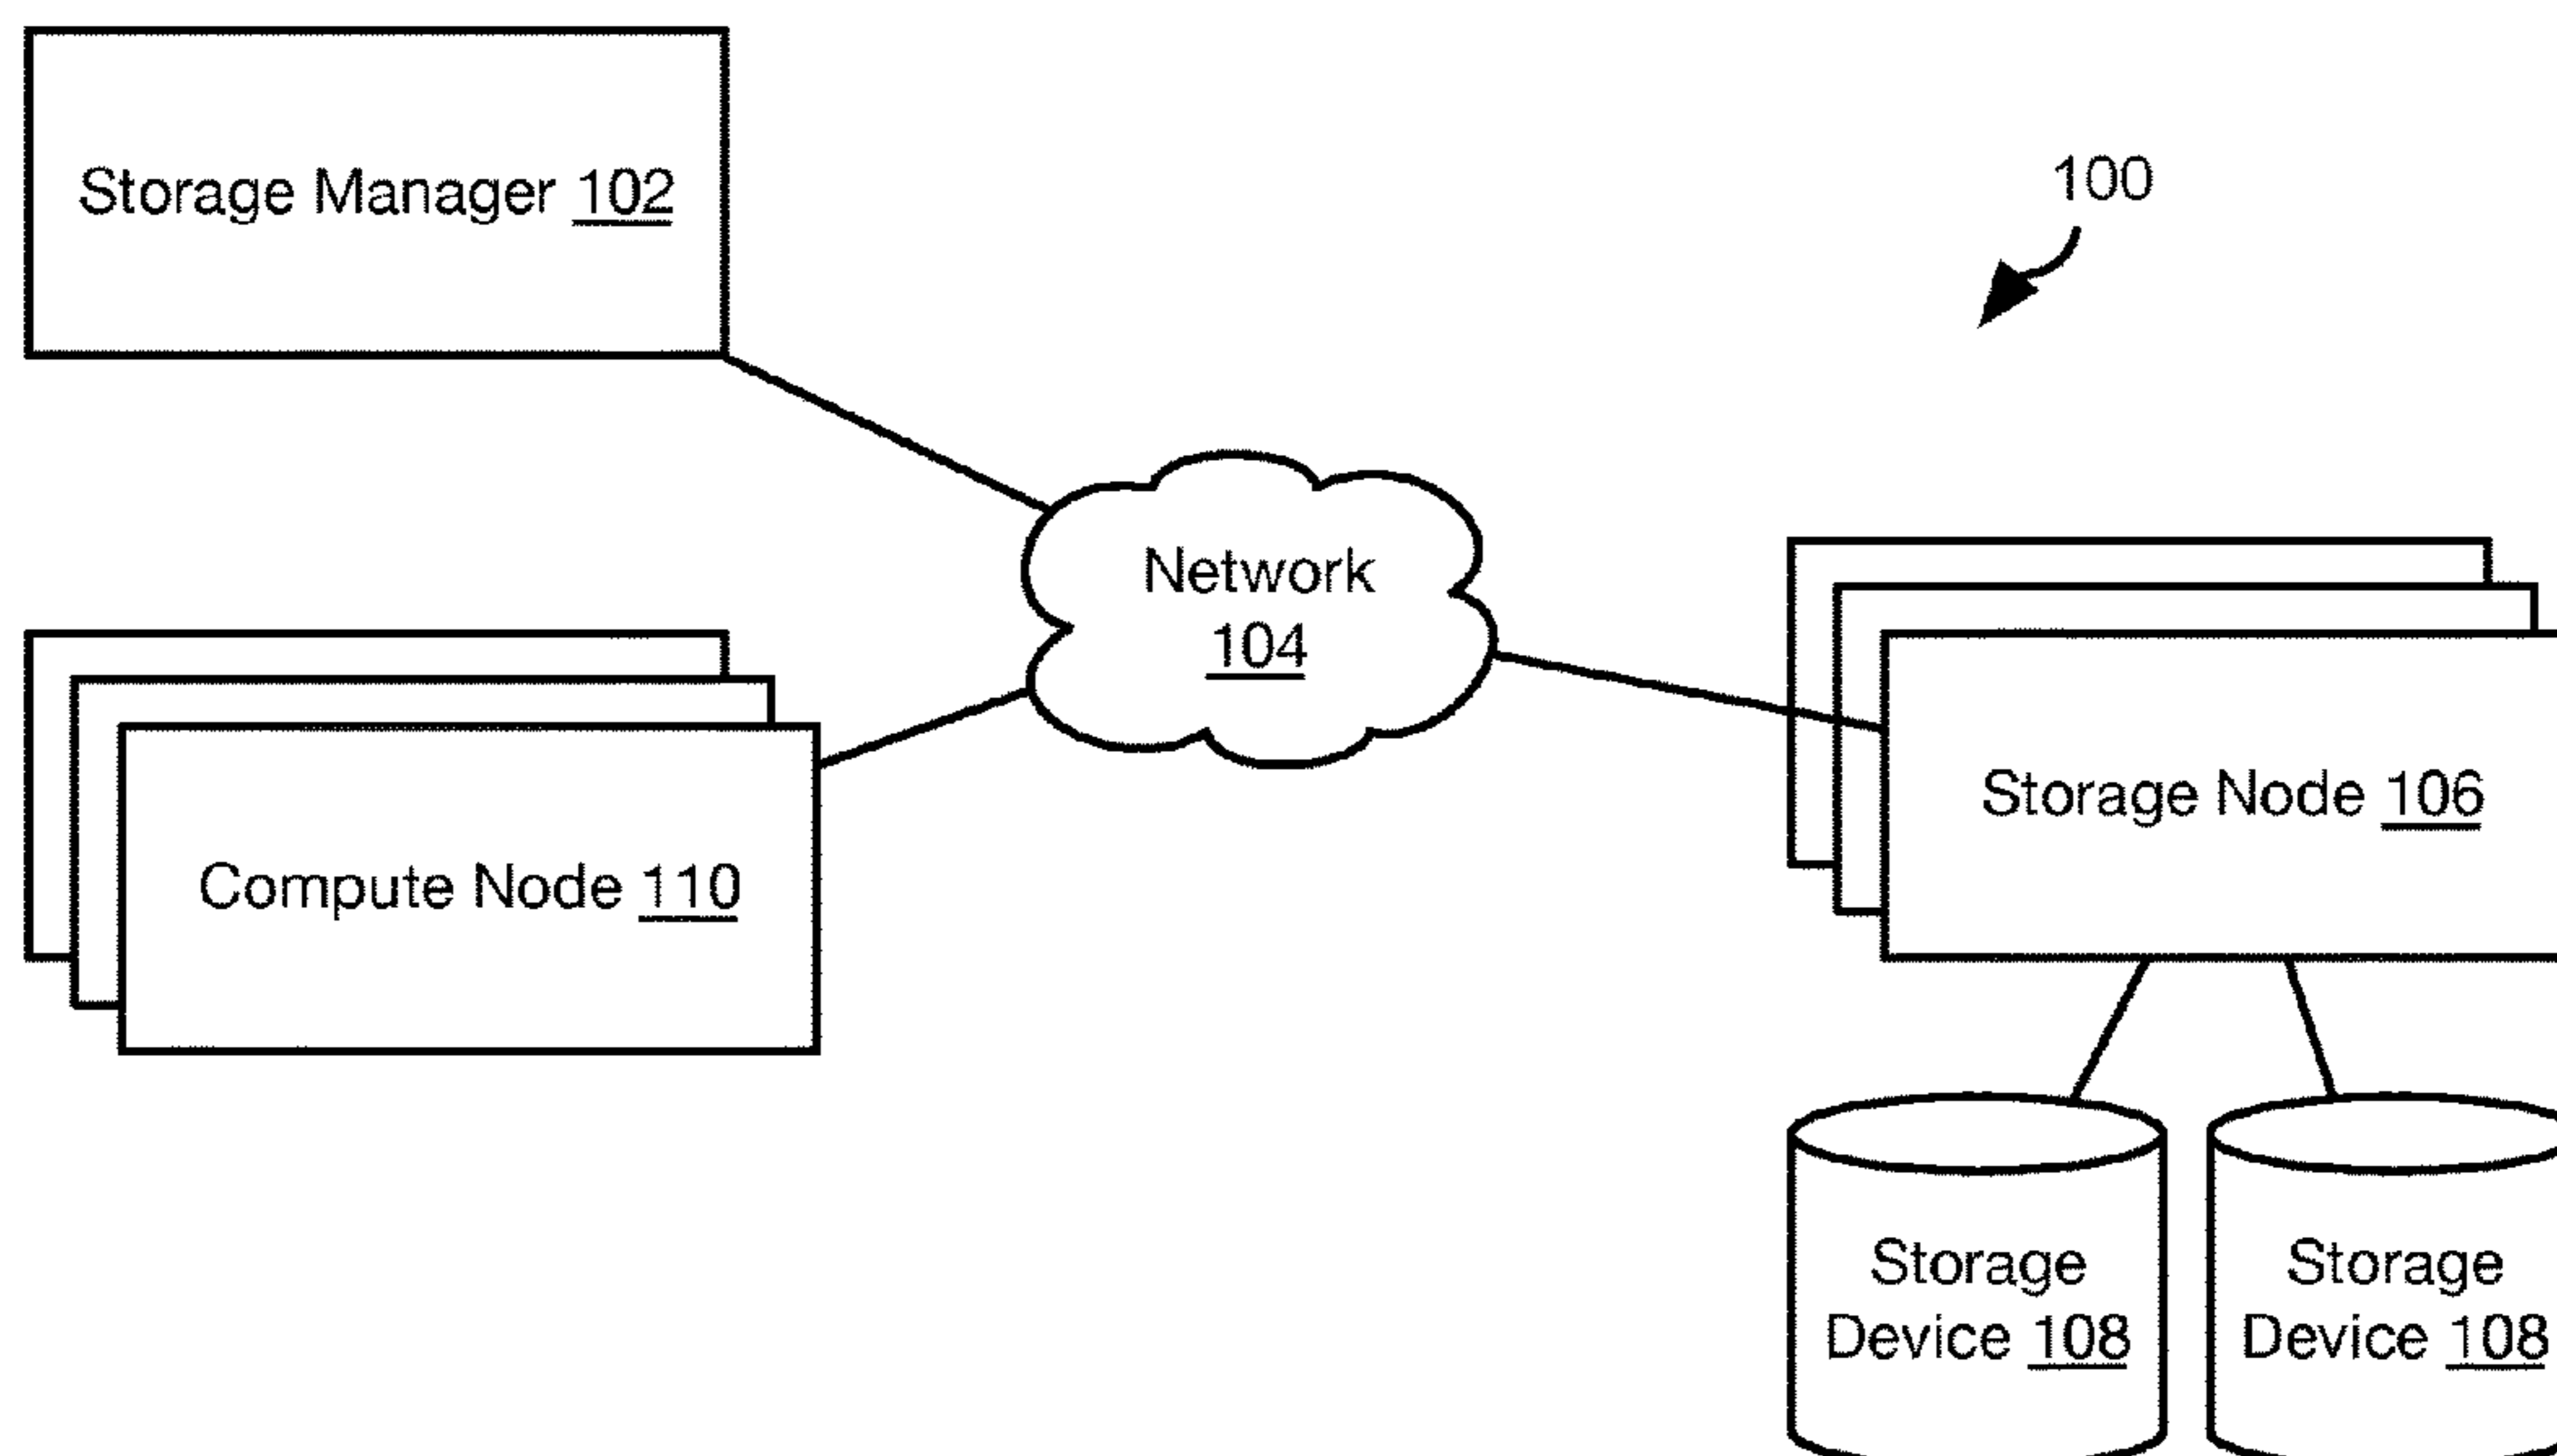 Storage Manager 102
100
Network
104
Storage Node 106
Compute Node 110
Storage
Device 108
Storage
Device 108